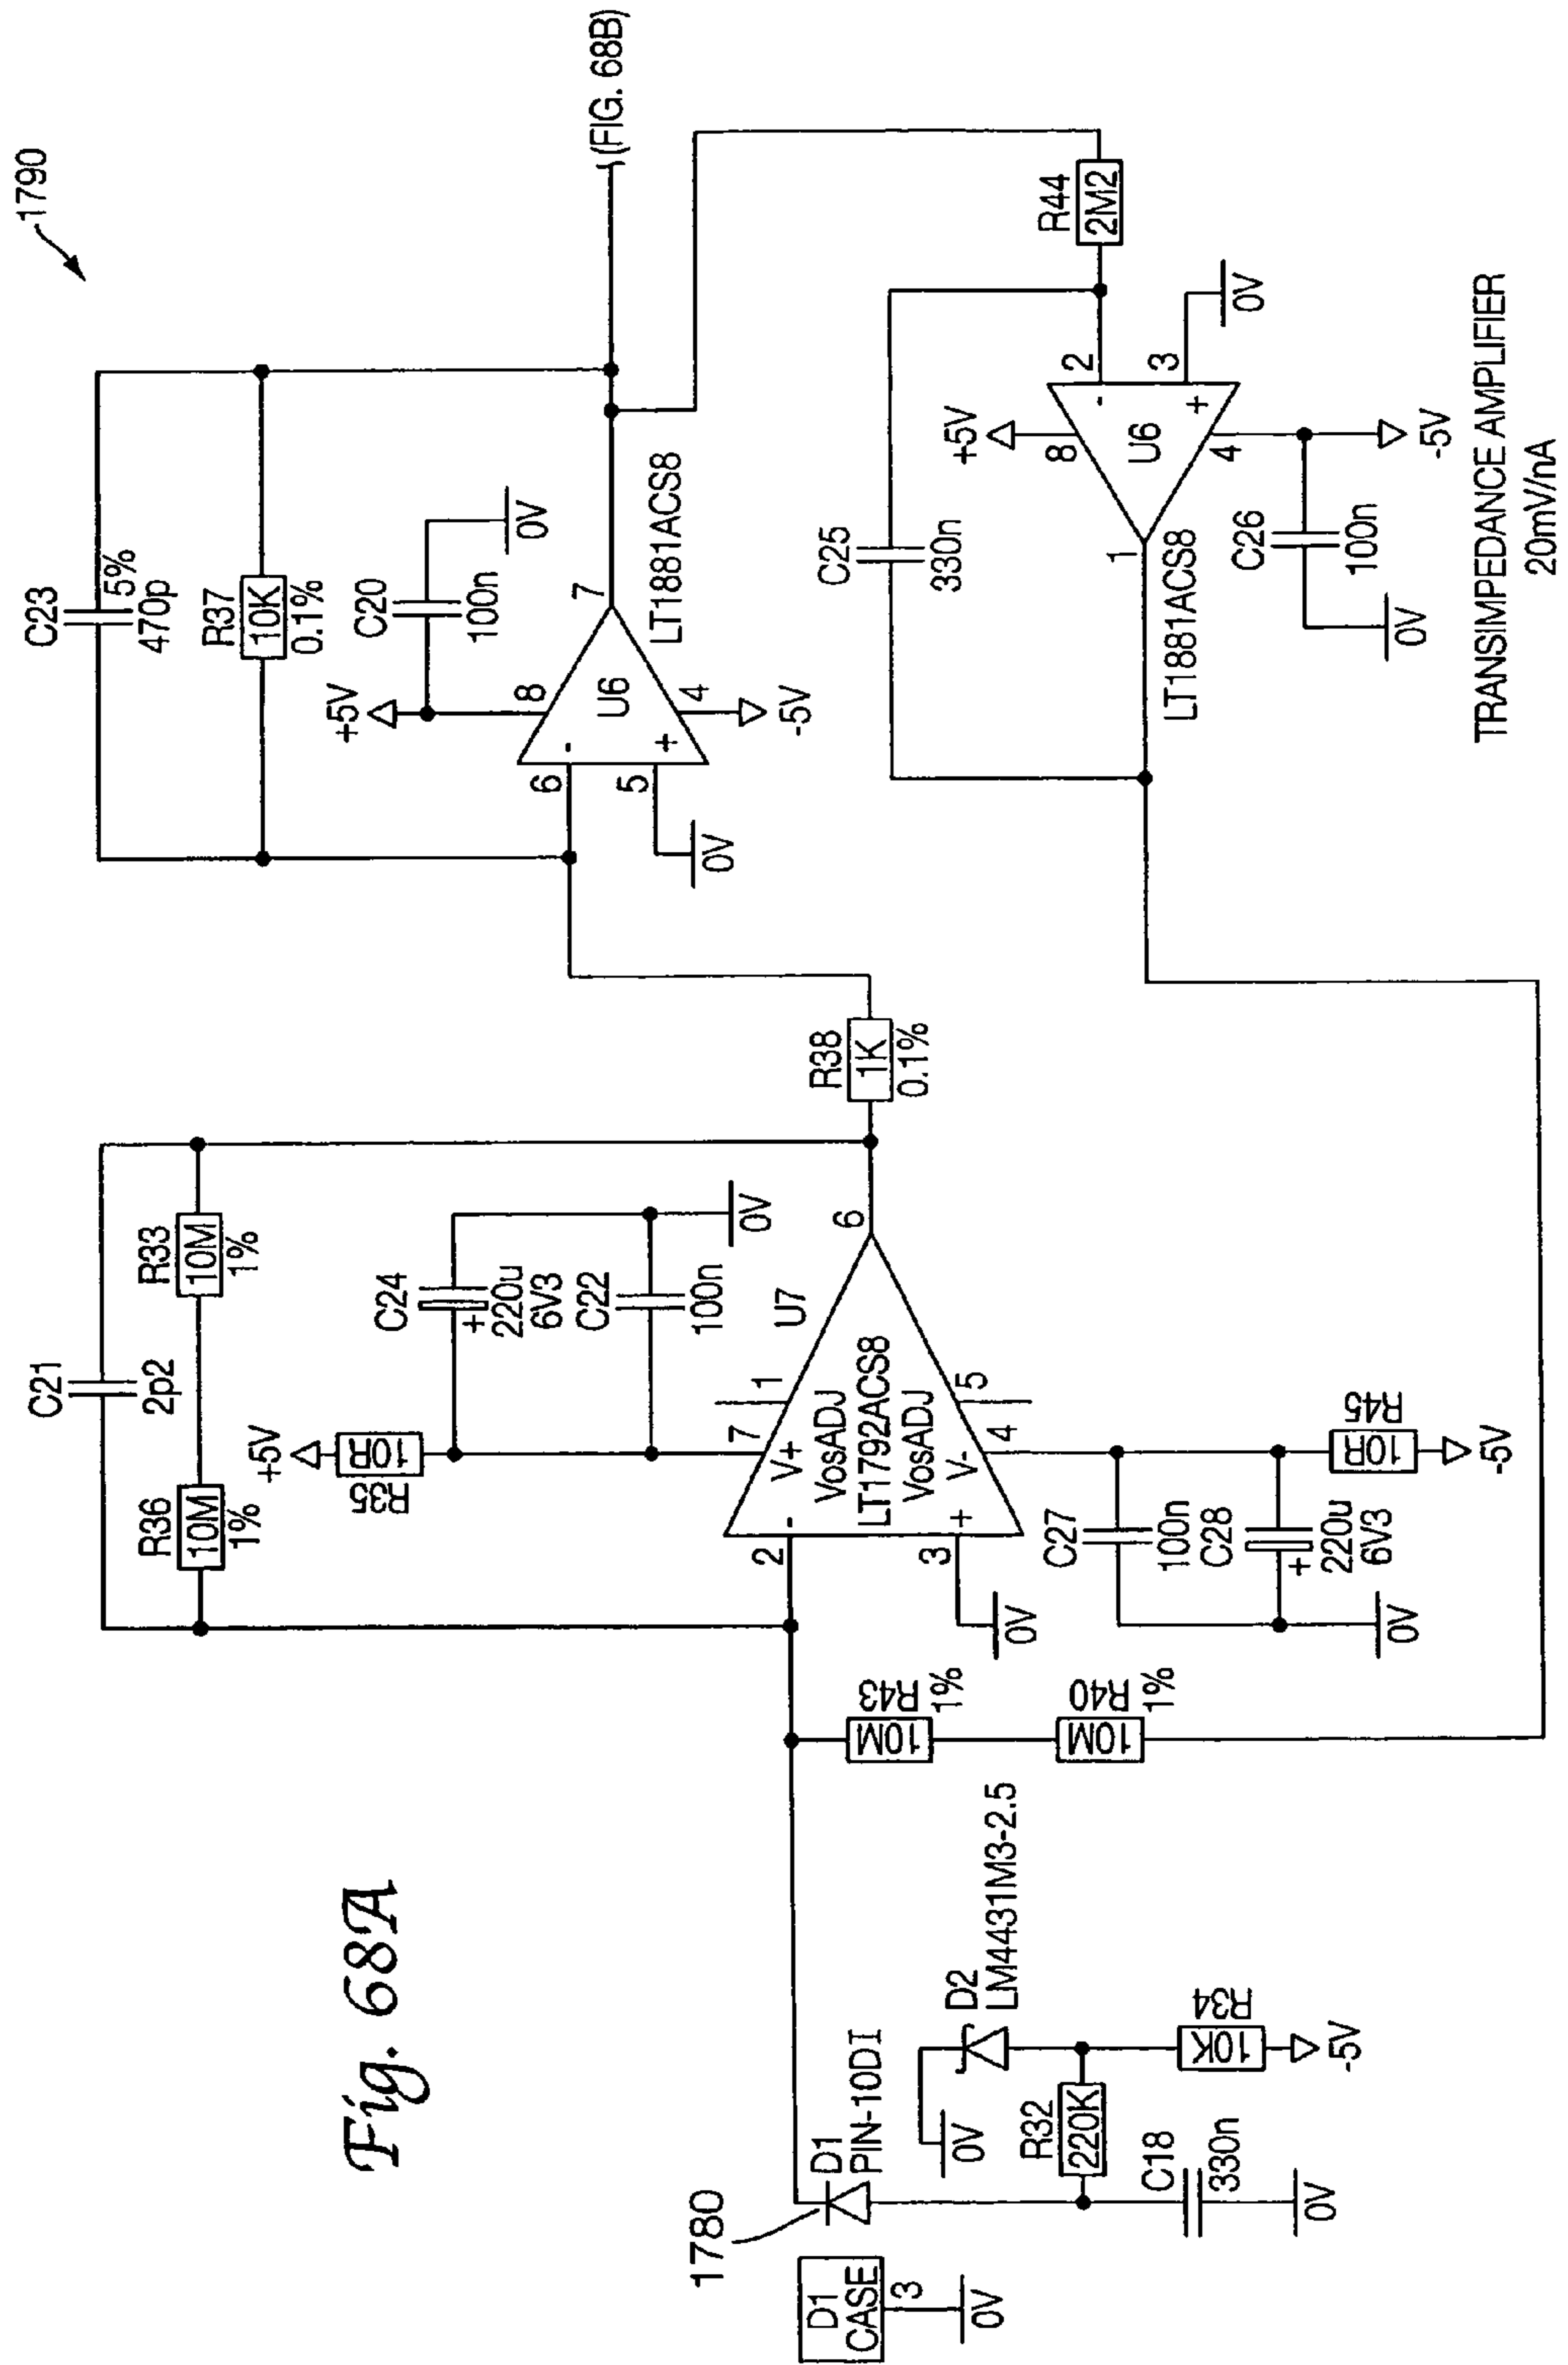 1790
(FIG. 68B)
C23
5%
470p
R37
10K
0.1%
+5V
C20
100n
0V
8
6
-
U6
7
5
+
4
LT1881ACS8
0V
-5V
R44
2M2
C25
330n
+5V
8
2
-
0V
1
U6
3
+
4
LT1881ACS8
C26
100n
0V
-5V
TRANSIMPEDANCE AMPLIFIER
20mV/nA
C21
2p2
R36
10M
1%
R33
10M
1%
+5V
R35
10R
C24
+
220u
6V3
C22
100n
0V
R38
1K
0.1%
2
-
7
V+
1
VosADJ
U7
6
LT1792ACS8
VosADJ
3
+
V-
4
5
0V
R43
10M
1%
R40
10M
1%
C27
100n
C28
+
220u
6V3
0V
R45
10R
-5V
Fig. 68A
1780
D1
PIN-10DI
D1
CASE
3
0V
D2
LM4431M3-2.5
0V
R32
220K
C18
330n
0V
R34
10K
-5V